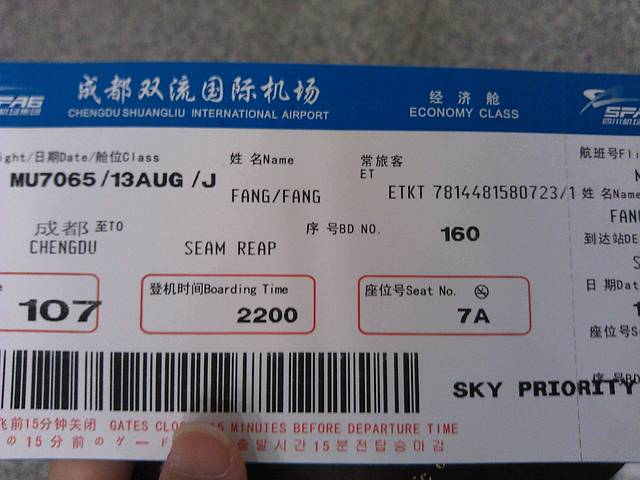 成都双流国际机场
CHENGDU SHUANGLIU INTERNATIONAL AIRPORT
经济舱
ECONOMY CLASS
日期Date/舱位Class
MU7065/13AUG/J
姓名Name
FANG/FANG
常旅客
ET
ETKT 7814481580723/1
成都 至TO
CHENGDU
SEAM REAP
序号BD NO.
160
107
登机时间Boarding Time
2200
座位号Seat No.
7A
SKY PRIORITY
飞前15分钟关闭 GATES 15 MINUTES BEFORE DEPARTURE TIME
の15分前のゲート 출발시간15분전탑승마감
航班号
姓名Name
到达站
日期
座位号